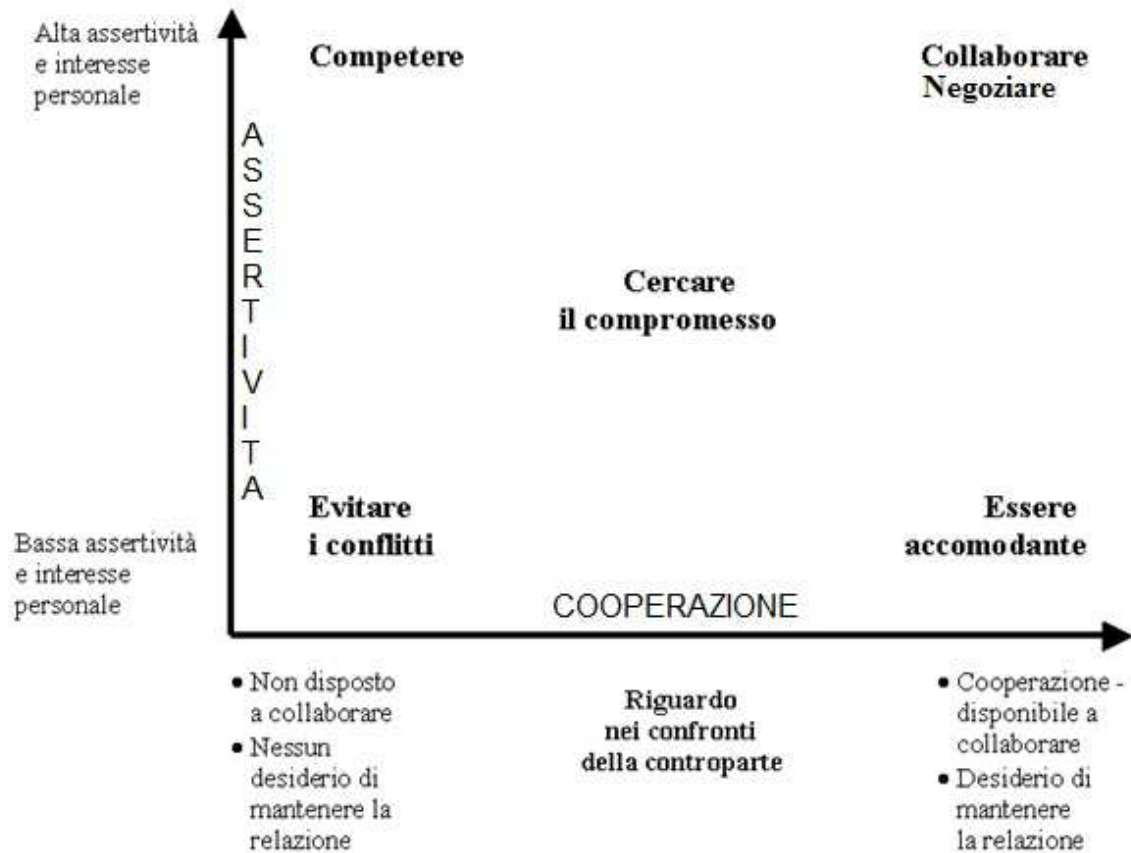 Alta assertività
e interesse
personale
Competere
Collaborare
Negoziare
ASSERTIVITA
Cercare
il compromesso
Evitare
i conflitti
Essere
accomodante
Bassa assertività
e interesse
personale
COOPERAZIONE
• Non disposto
a collaborare
• Nessun
desiderio di
mantenere la
relazione
Riguardo
nei confronti
della controparte
• Cooperazione -
disponibile a
collaborare
• Desiderio di
mantenere
la relazione